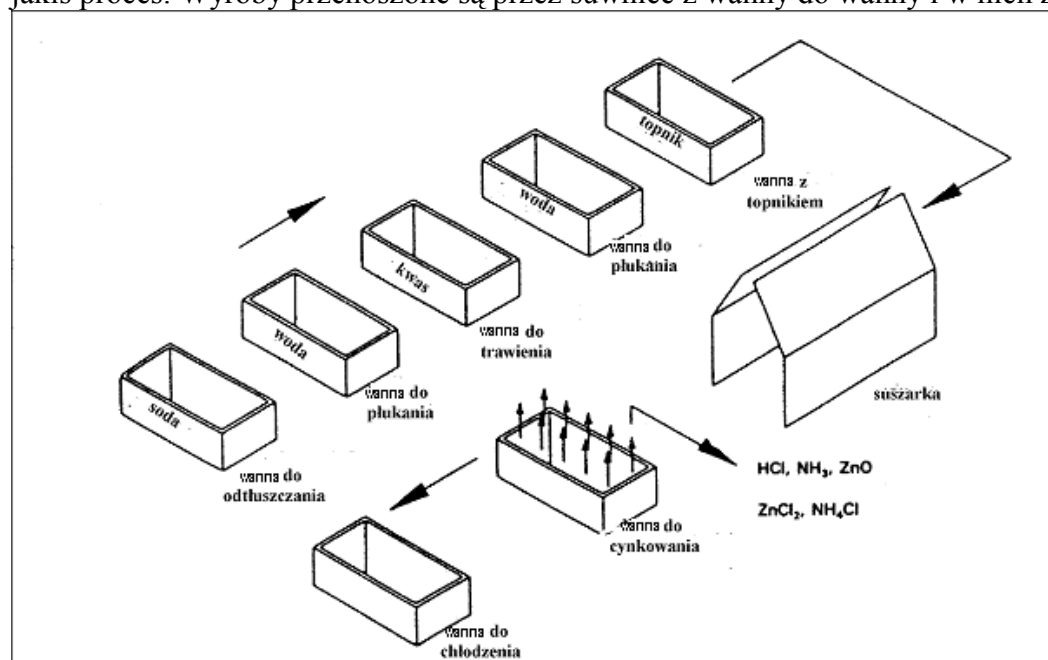 jakiś proces. Wyroby przenoszone są przez suwnice z wanny do wanny i w nich
topnik
wanna z
topnikiem
woda
wanna do
płukania
kwas
wanna do
trawienia
woda
wanna do
płukania
soda
wanna do
odtłuszczania
suszarka
HCl, NH₃, ZnO
ZnCl₂, NH₄Cl
wanna do
cynkowania
wanna do
chłodzenia